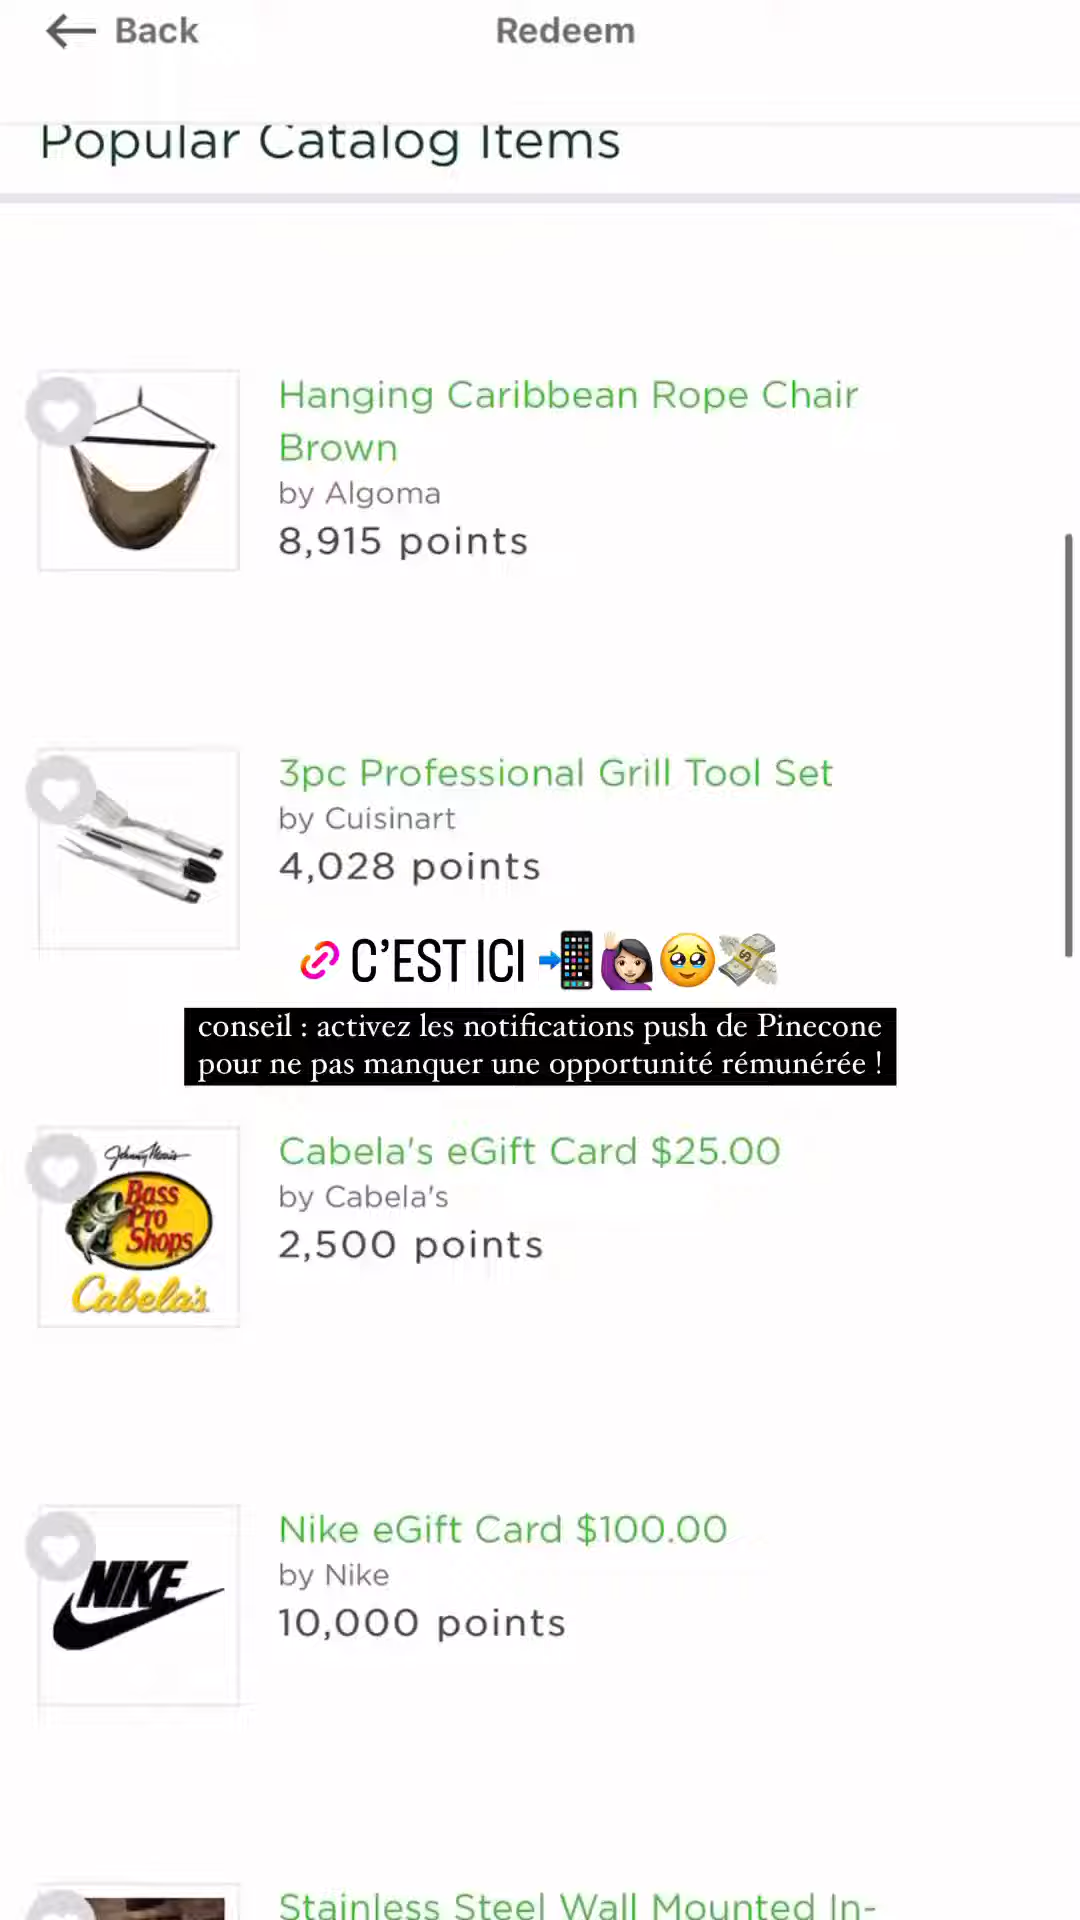 Back
Redeem
Popular Catalog Items
Hanging Caribbean Rope Chair
Brown
by Algoma
8,915 points
3pc Professional Grill Tool Set
by Cuisinart
4,028 points
C'EST ICI
conseil : activez les notifications push de Pinecone
pour ne pas manquer une opportunité rémunérée !
Johnny Morris
Bass
Pro
Shops
Cabela's
Cabela's eGift Card $25.00
by Cabela's
2,500 points
NIKE
Nike eGift Card $100.00
by Nike
10,000 points
Stainless Steel Wall Mounted In-